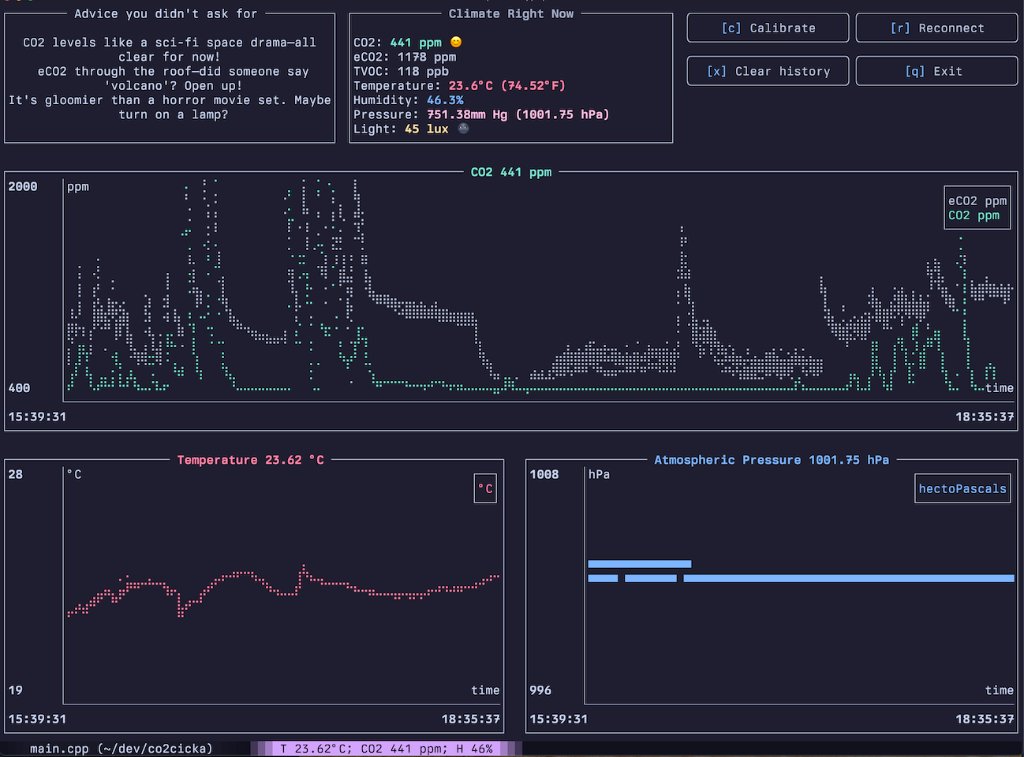 Advice you didn't ask for
CO2 levels like a sci-fi space drama—all
clear for now!
eCO2 through the roof—did someone say
'volcano'? Open up!
It's gloomier than a horror movie set. Maybe
turn on a lamp?
Climate Right Now
CO2: 441 ppm 😊
eCO2: 1178 ppm
TVOC: 118 ppb
Temperature: 23.6°C (74.52°F)
Humidity: 46.3%
Pressure: 751.38mm Hg (1001.75 hPa)
Light: 45 lux 🌚
[c] Calibrate
[r] Reconnect
[x] Clear history
[q] Exit
CO2 441 ppm
2000
ppm
eCO2 ppm
CO2 ppm
400
time
15:39:31
18:35:37
Temperature 23.62 °C
28
°C
°C
19
time
15:39:31
18:35:37
Atmospheric Pressure 1001.75 hPa
1008
hPa
hectoPascals
996
time
15:39:31
18:35:37
main.cpp (~/dev/co2cicka)
T 23.62°C; CO2 441 ppm; H 46%